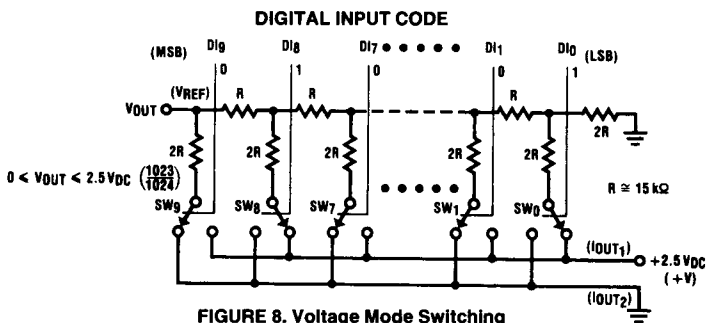 DIGITAL INPUT CODE
(MSB) DI9 DI8 DI7 DI1 DI0 (LSB)
0 1 0 0 1
(VREF) R R R
VOUT
2R 2R 2R 2R 2R 2R
0 ⩽ VOUT ⩽ 2.5 VDC (1023/1024)
R ≅ 15 kΩ
SW9 SW8 SW7 SW1 SW0
(IOUT1) +2.5 VDC
(+V)
(IOUT2)
FIGURE 8. Voltage Mode Switching